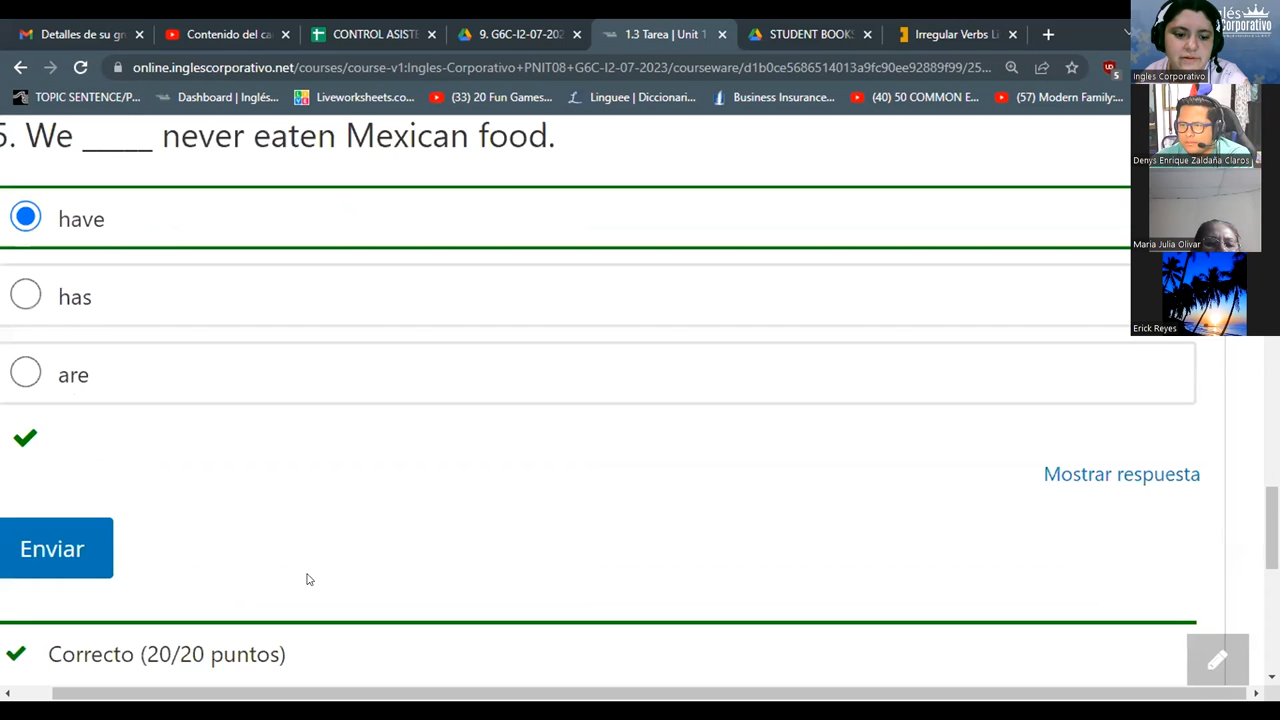 Detalles de su gn
Contenido del ca
CONTROL ASISTE
9. G6C-I2-07-202
1.3 Tarea | Unit 1
STUDENT BOOKS
Irregular Verbs Li
online.inglescorporativo.net/courses/course-v1:Ingles-Corporativo+PNIT08+G6C-I2-07-2023/courseware/d1b0ce5686514013a9fc90ee92889f99/25...
TOPIC SENTENCE/P...
Dashboard | Inglés...
Liveworksheets.co...
(33) 20 Fun Games...
Linguee | Diccionari...
Business Insurance...
(40) 50 COMMON E...
(57) Modern Family:...
5. We _____ never eaten Mexican food.
have
has
are
Mostrar respuesta
Enviar
Correcto (20/20 puntos)
Inglés
Corporativo
Ingles Corporativo
Denys Enrique Zaldaña Claros
Maria Julia Olivar
Erick Reyes